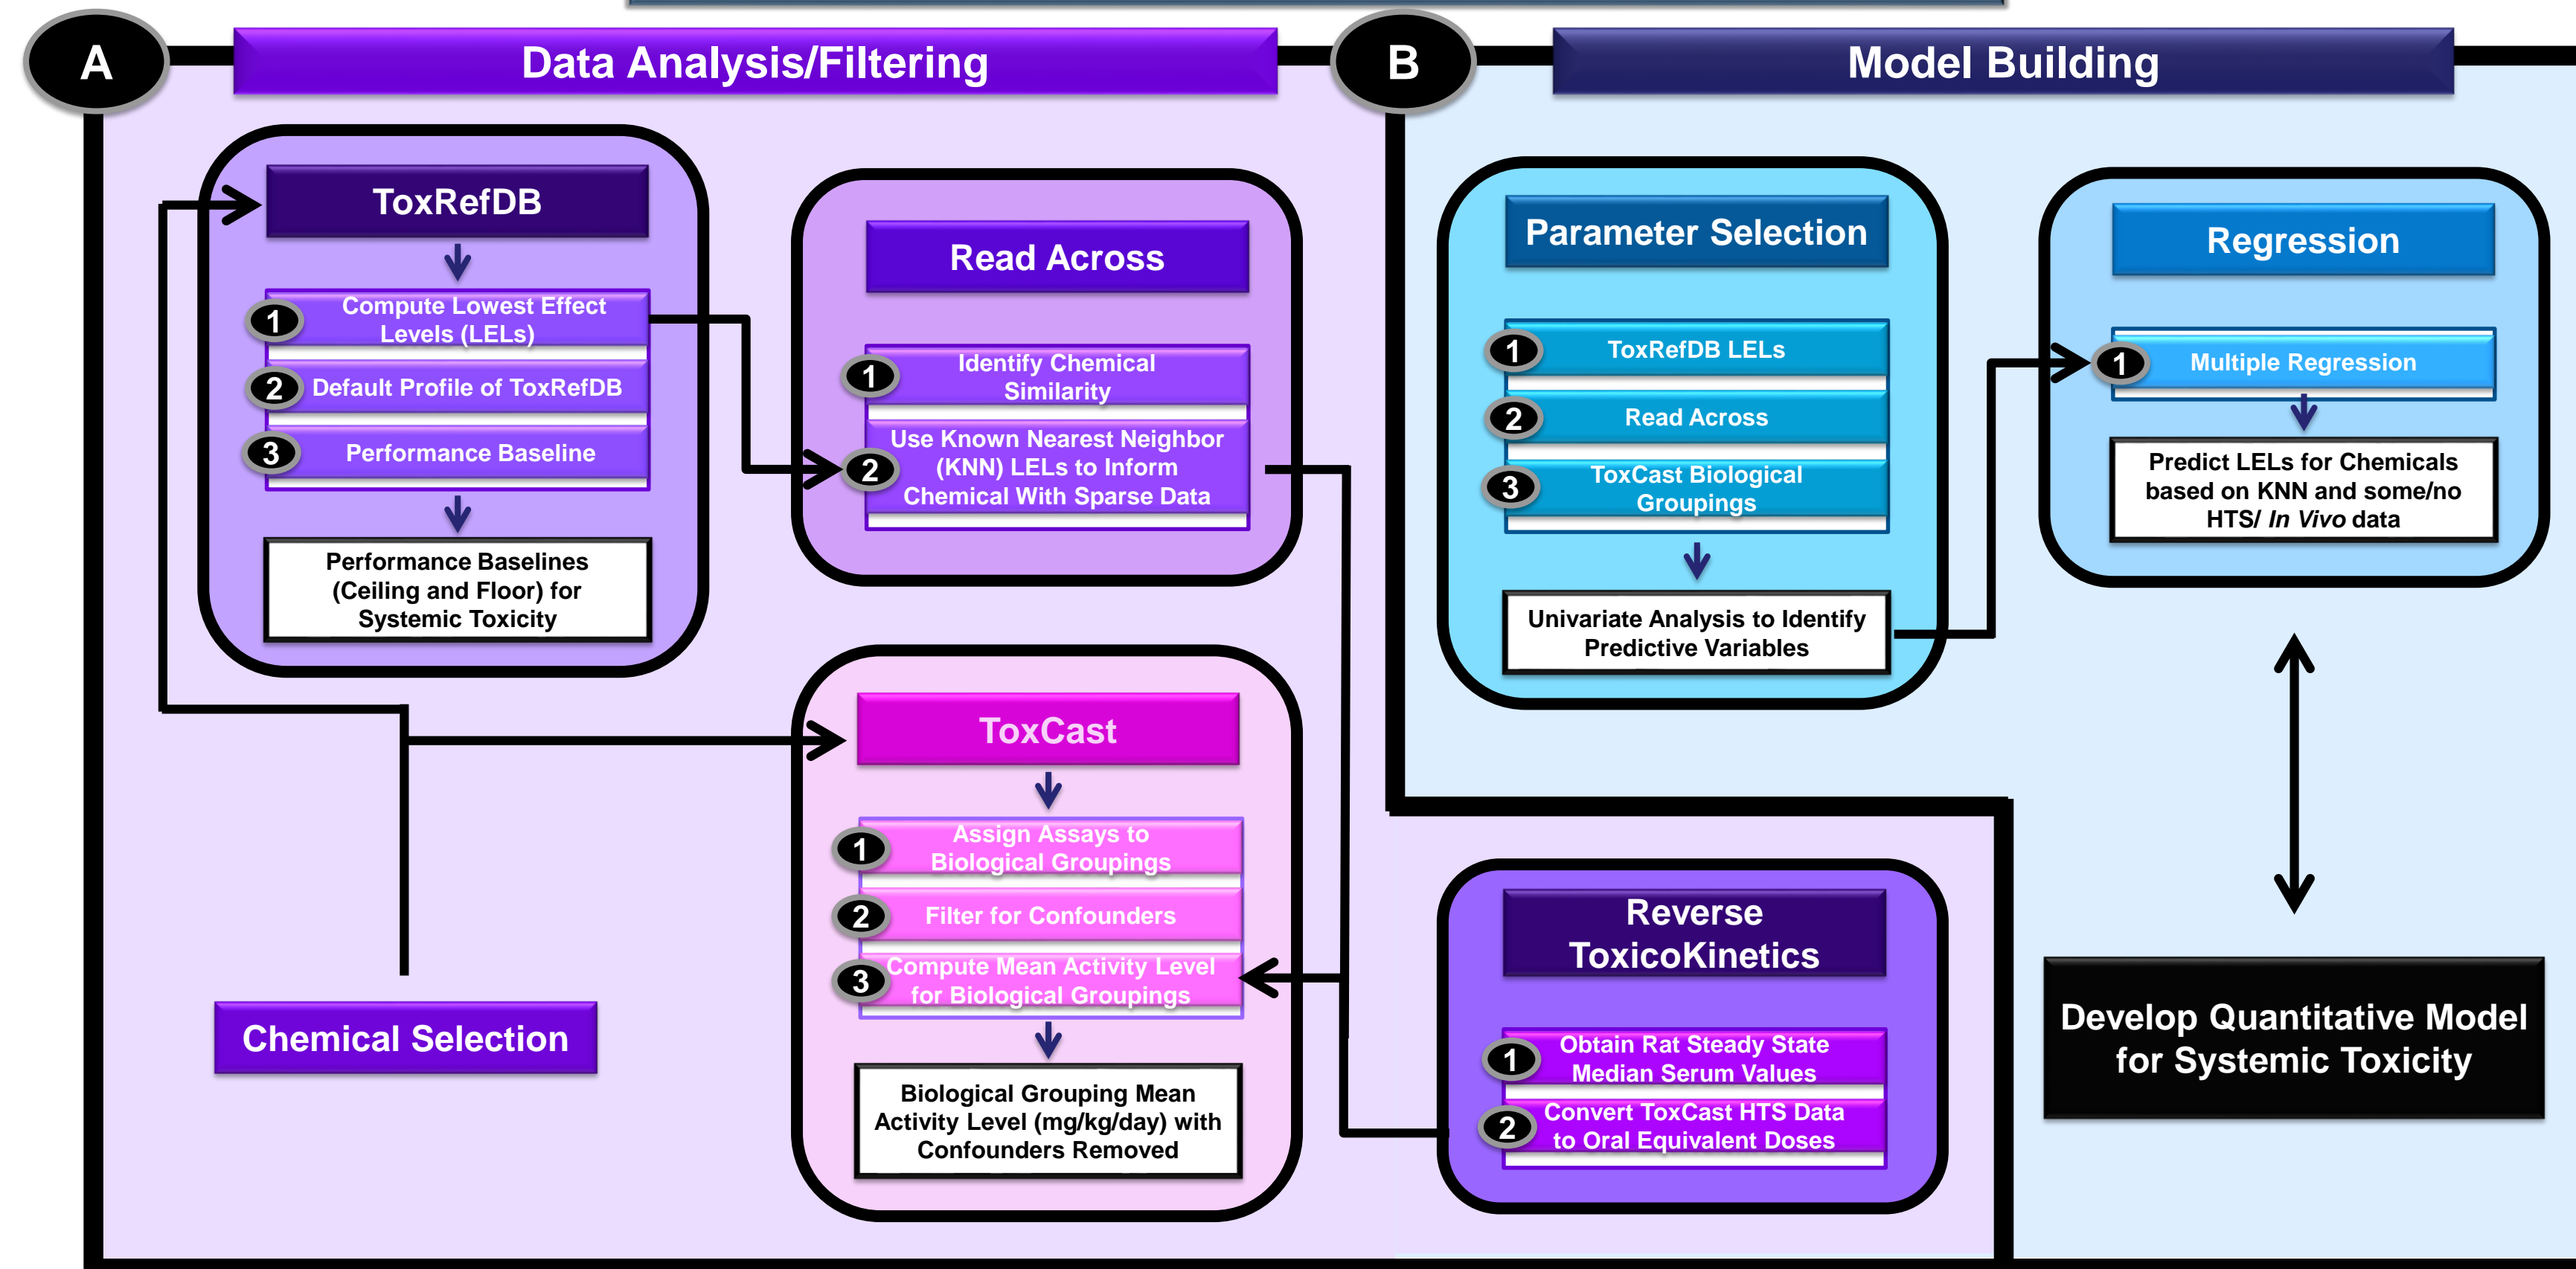 A
Data Analysis/Filtering
ToxRefDB
1
Compute Lowest Effect
Levels (LELs)
2
Default Profile of ToxRefDB
3
Performance Baseline
Performance Baselines
(Ceiling and Floor) for
Systemic Toxicity
Read Across
1
Identify Chemical
Similarity
2
Use Known Nearest Neighbor
(KNN) LELs to Inform
Chemical With Sparse Data
ToxCast
1
Assign Assays to
Biological Groupings
2
Filter for Confounders
3
Compute Mean Activity Level
for Biological Groupings
Biological Grouping Mean
Activity Level (mg/kg/day) with
Confounders Removed
Chemical Selection
Reverse
ToxicoKinetics
1
Obtain Rat Steady State
Median Serum Values
2
Convert ToxCast HTS Data
to Oral Equivalent Doses
B
Model Building
Parameter Selection
1
ToxRefDB LELs
2
Read Across
3
ToxCast Biological
Groupings
Univariate Analysis to Identify
Predictive Variables
Regression
1
Multiple Regression
Predict LELs for Chemicals
based on KNN and some/no
HTS/ In Vivo data
Develop Quantitative Model
for Systemic Toxicity